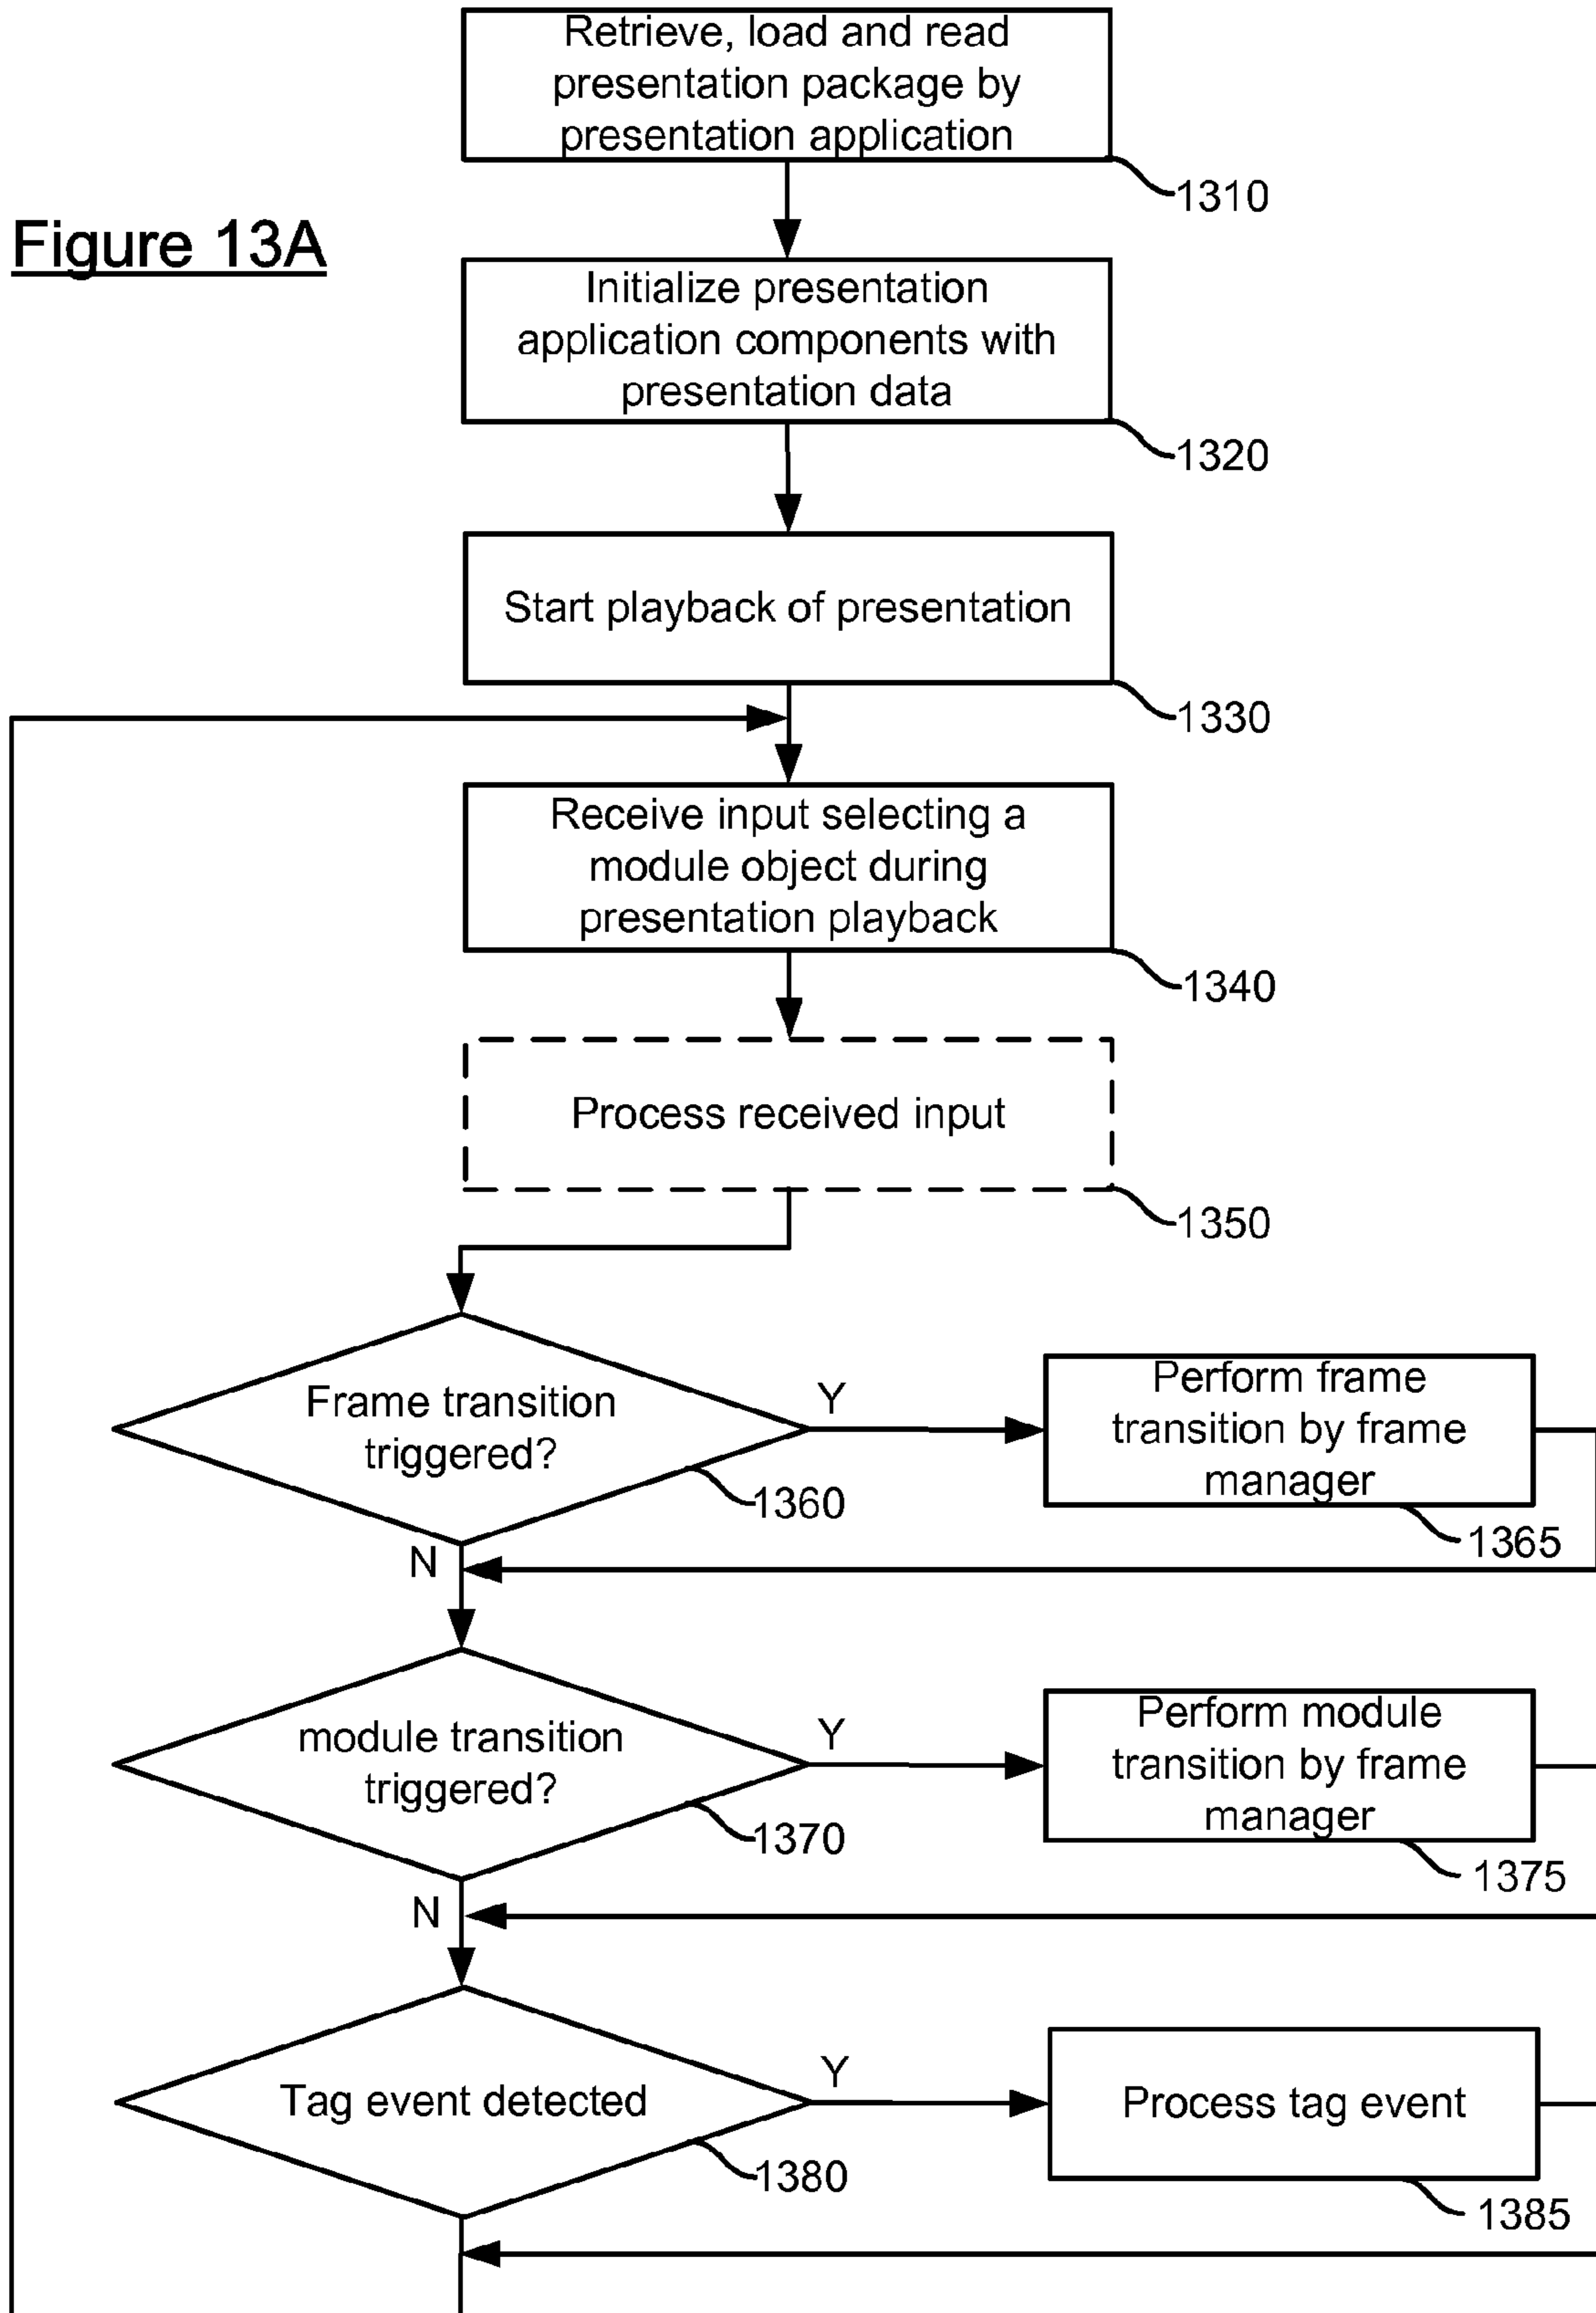 Retrieve, load and read
presentation package by
presentation application
1310
Figure 13A
Initialize presentation
application components with
presentation data
1320
Start playback of presentation
1330
Receive input selecting a
module object during
presentation playback
1340
Process received input
1350
Frame transition
triggered?
1360
Y
Perform frame
transition by frame
manager
1365
N
module transition
triggered?
1370
Y
Perform module
transition by frame
manager
1375
N
Tag event detected
1380
Y
Process tag event
1385